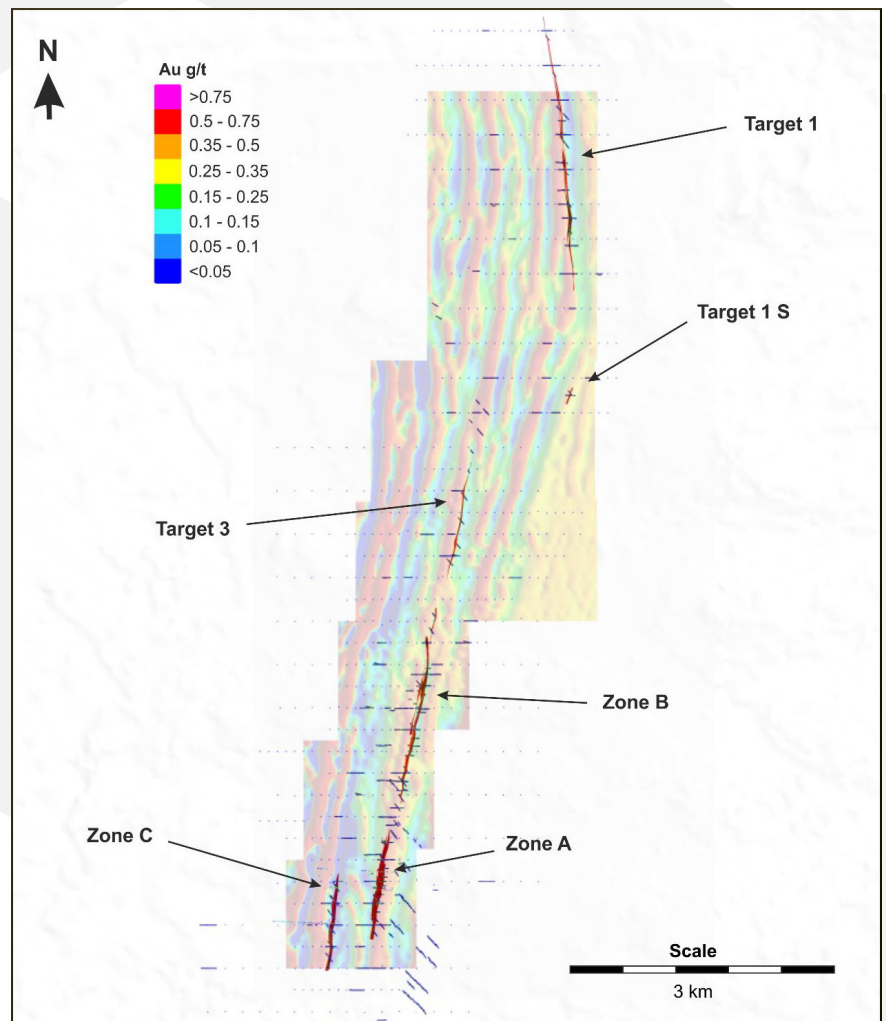 N
Au g/t
>0.75
0.5 - 0.75
0.35 - 0.5
0.25 - 0.35
0.15 - 0.25
0.1 - 0.15
0.05 - 0.1
<0.05
Target 1
Target 1 S
Target 3
Zone B
Zone C
Zone A
Scale
3 km